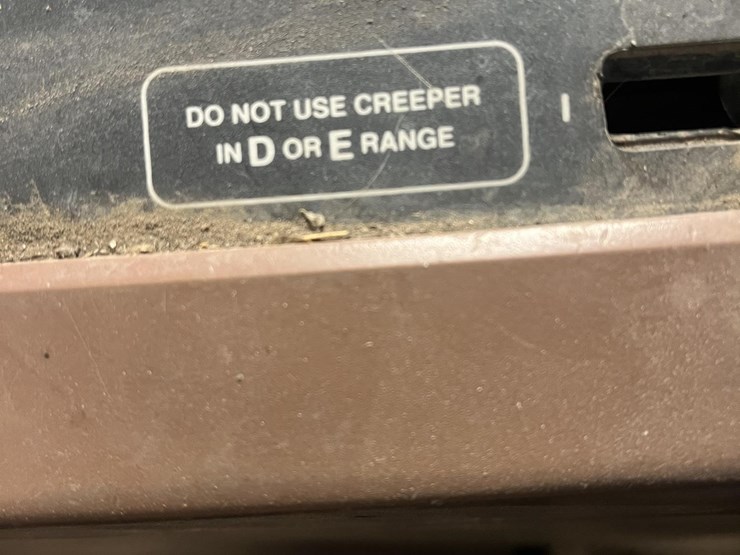 DO NOT USE CREEPER
IN D OR E RANGE